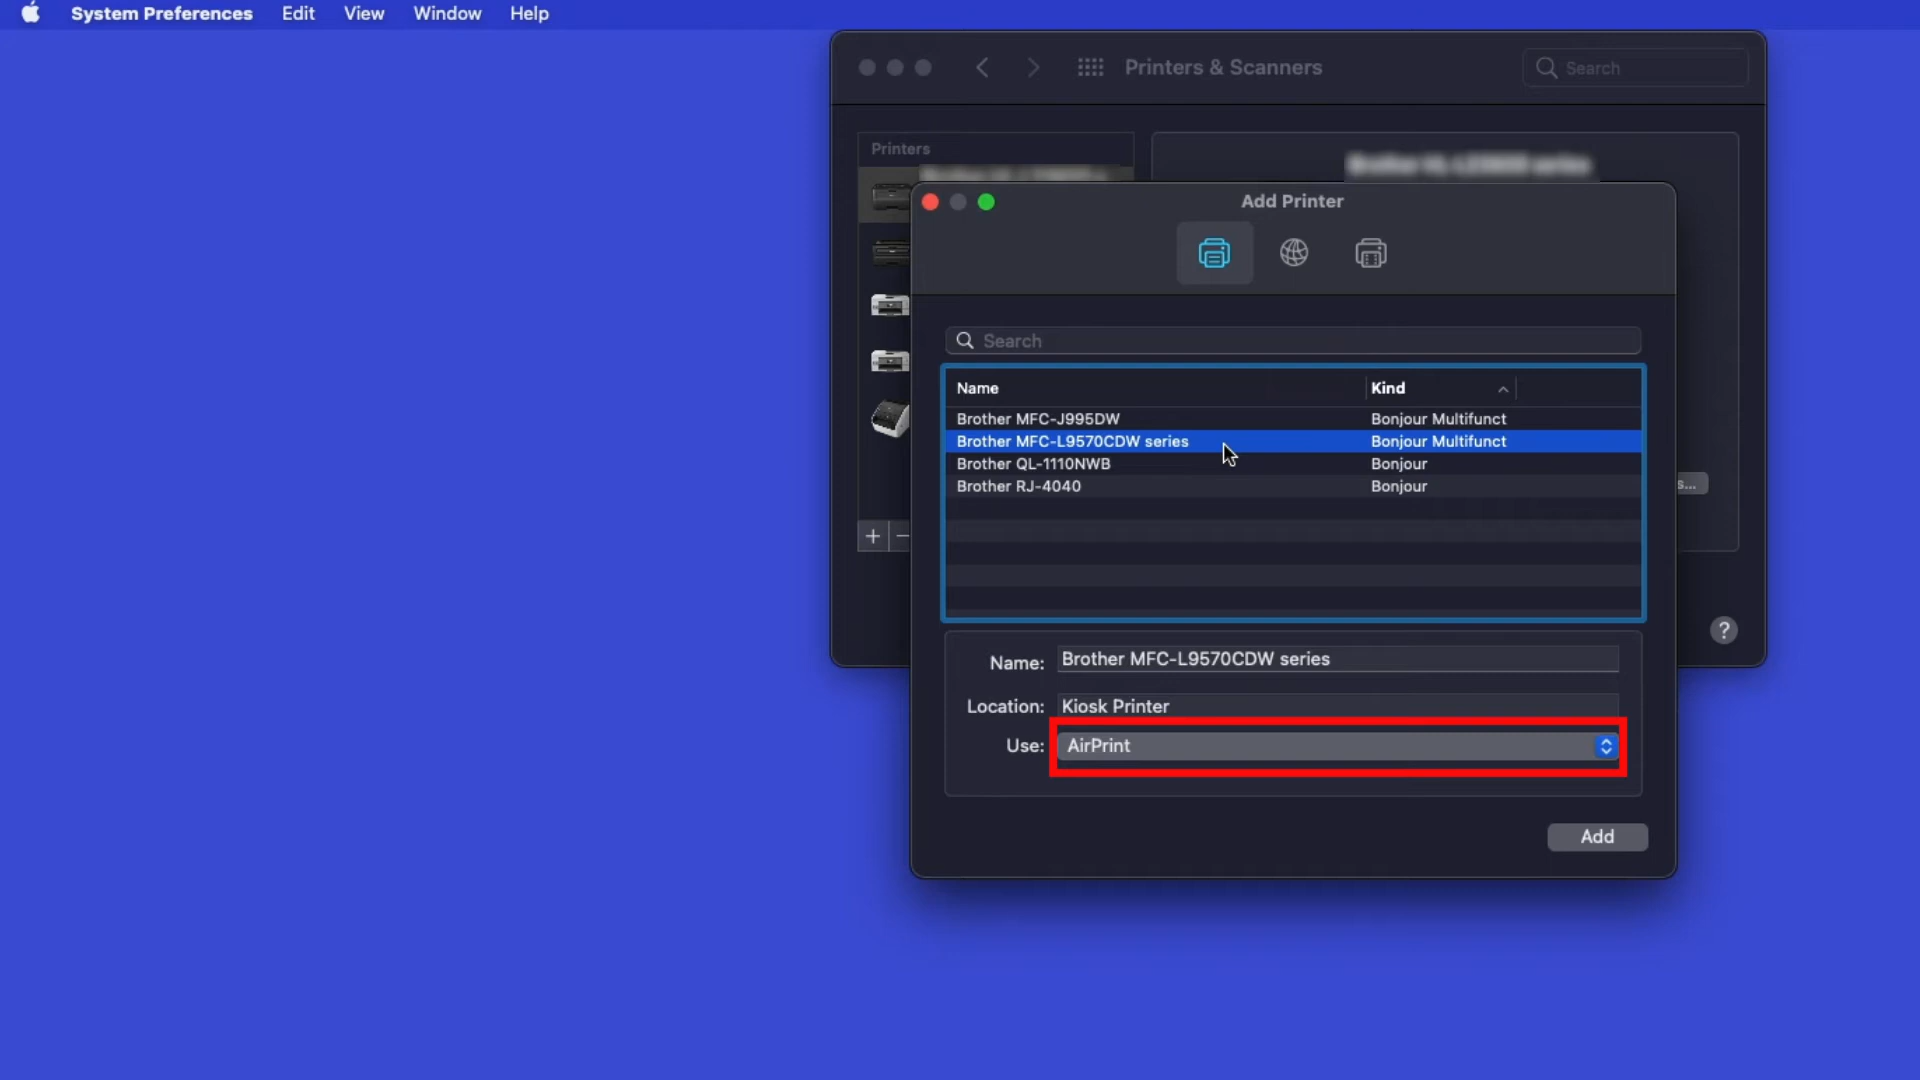 System Preferences Edit View Window Help
Printers & Scanners
Search
Printers
Add Printer
Search
Name Kind
Brother MFC-J995DW Bonjour Multifunct
Brother MFC-L9570CDW series Bonjour Multifunct
Brother QL-1110NWB Bonjour
Brother RJ-4040 Bonjour
s...
+ −
?
Name: Brother MFC-L9570CDW series
Location: Kiosk Printer
Use: AirPrint
Add